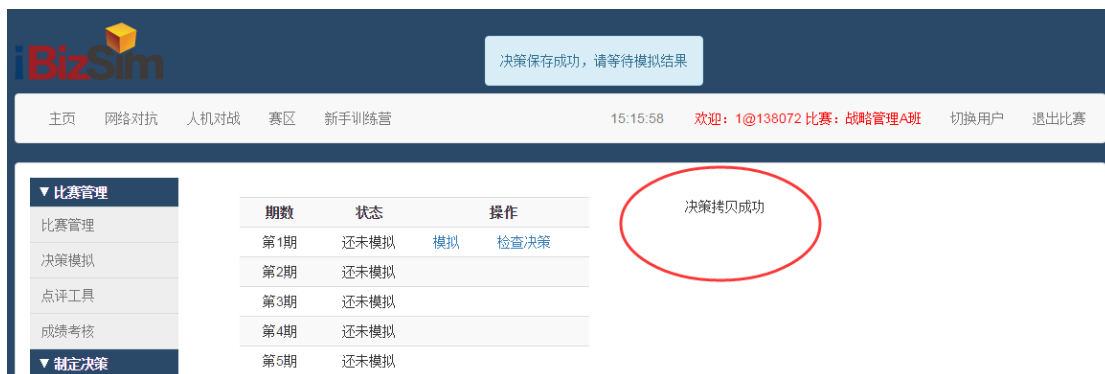 iBizSim
决策保存成功，请等待模拟结果
主页 网络对抗 人机对战 赛区 新手训练营 15:15:58 欢迎：1@138072 比赛：战略管理A班 切换用户 退出比赛
▼ 比赛管理
比赛管理
决策模拟
点评工具
成绩考核
▼ 制定决策
期数 状态 操作
第1期 还未模拟 模拟 检查决策
第2期 还未模拟
第3期 还未模拟
第4期 还未模拟
第5期 还未模拟
决策拷贝成功